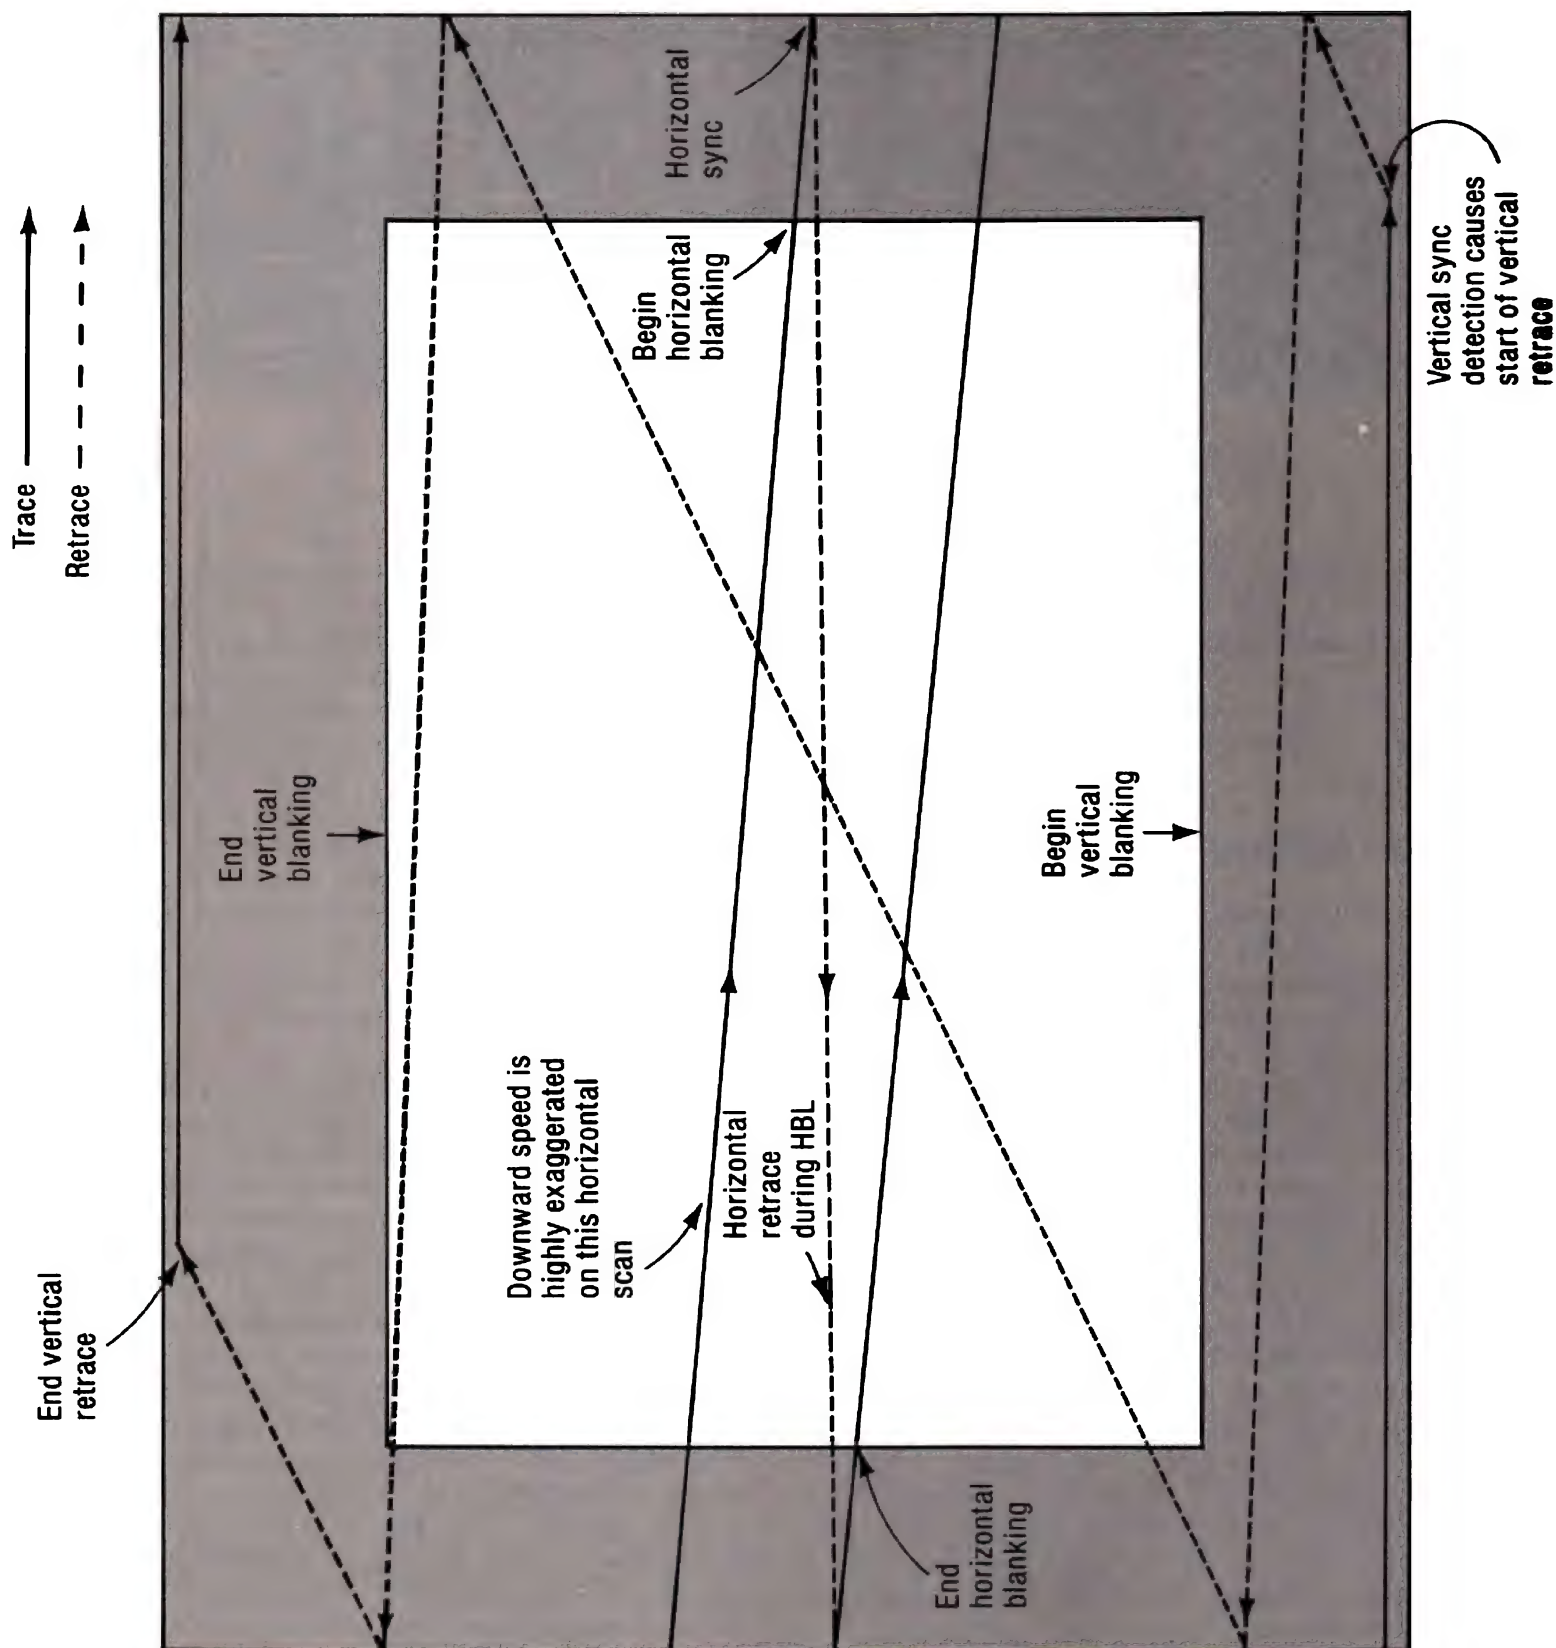 Trace
Retrace
End vertical
retrace
End
vertical
blanking
Downward speed is
highly exaggerated
on this horizontal
scan
Begin
horizontal
blanking
Horizontal
sync
Horizontal
retrace
during HBL
End
horizontal
blanking
Begin
vertical
blanking
Vertical sync
detection causes
start of vertical
retrace